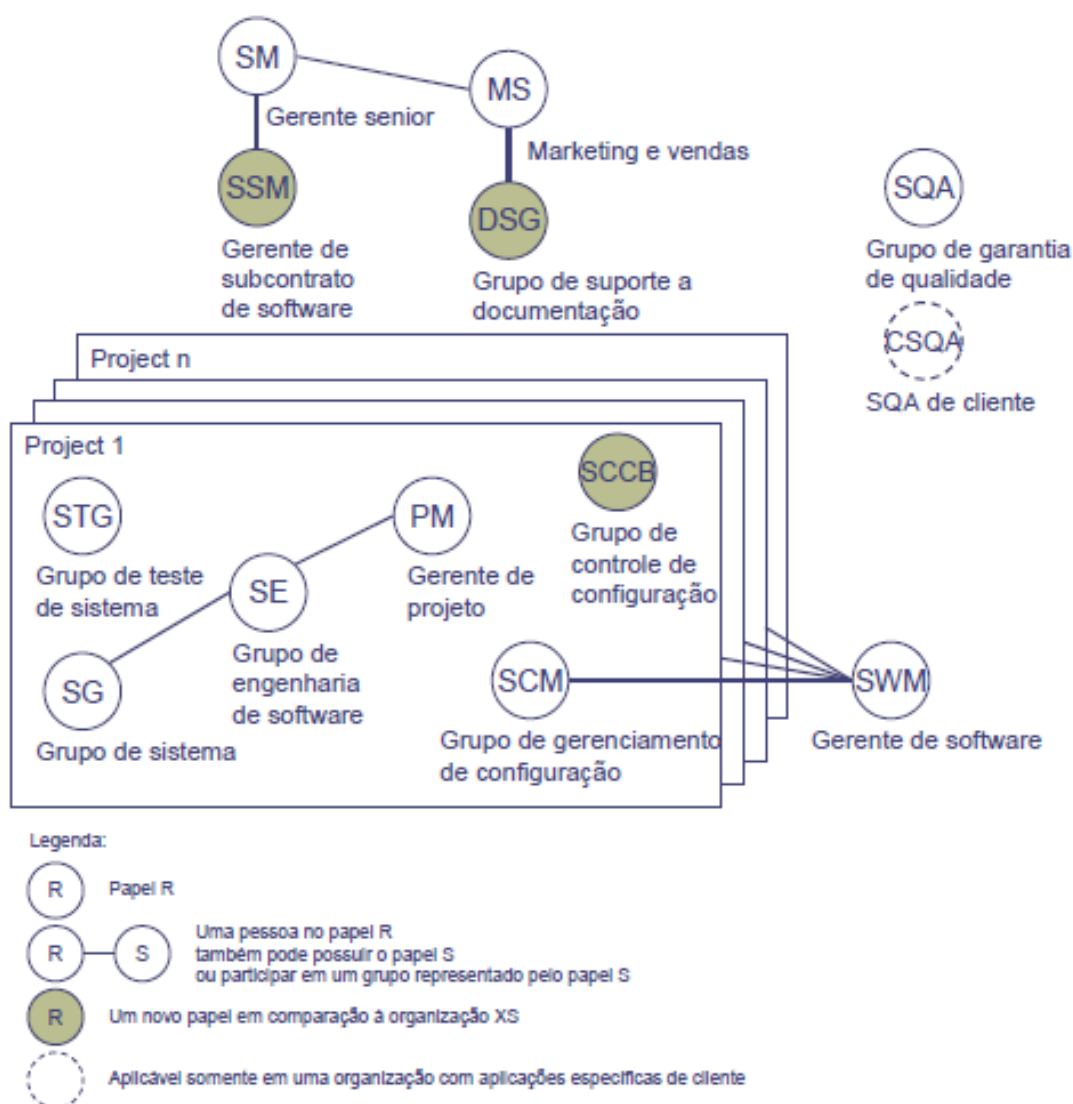 SM
MS
Gerente senior
Marketing e vendas
SSM
DSG
SQA
Gerente de
subcontrato
de software
Grupo de suporte a
documentação
Grupo de garantia
de qualidade
CSQA
SQA de cliente
Project n
Project 1
SCCB
STG
PM
Grupo de teste
de sistema
SE
Gerente de
projeto
Grupo de
controle de
configuração
SG
Grupo de
engenharia
de software
SCM
SWM
Grupo de sistema
Grupo de gerenciamento
de configuração
Gerente de software
Legenda:
R
Papel R
R
S
Uma pessoa no papel R
também pode possuir o papel S
ou participar em um grupo representado pelo papel S
R
Um novo papel em comparação à organização XS
Aplicável somente em uma organização com aplicações específicas de cliente